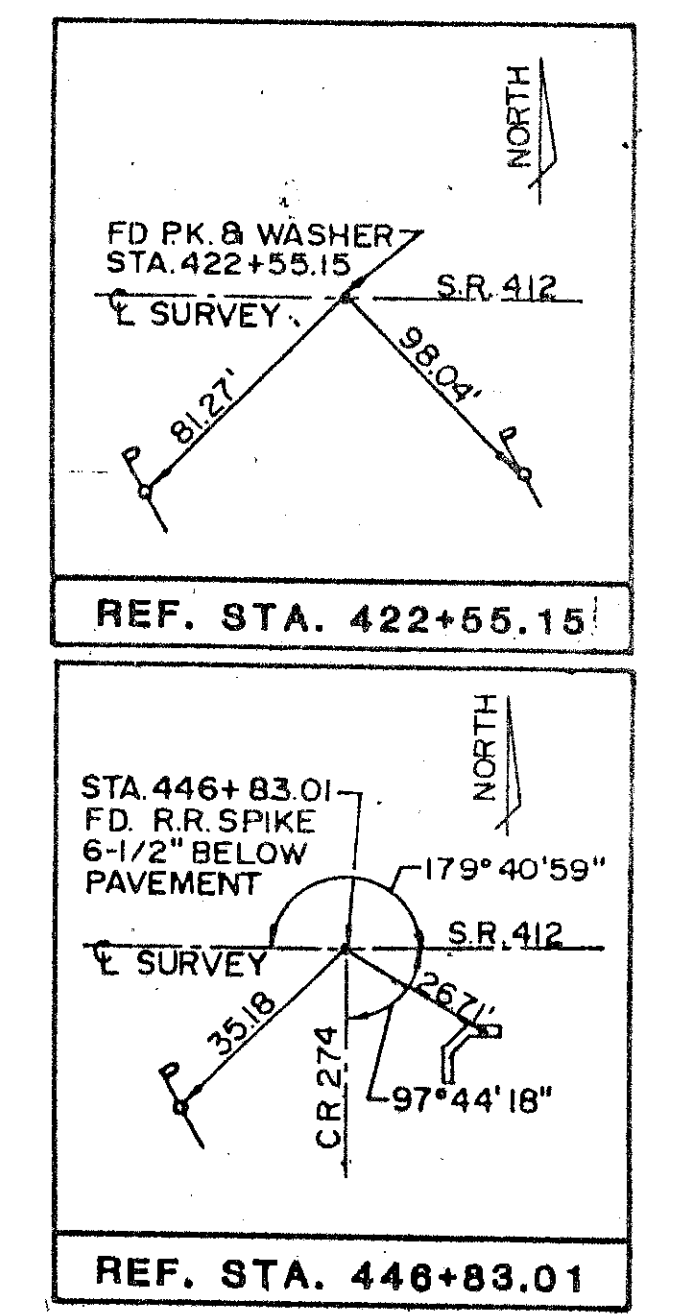 NORTH
FD P.K. & WASHER
STA. 422+55.15
S.R. 412
℄ SURVEY
81.27'
98.04'
REF. STA. 422+55.15
NORTH
STA. 446+83.01
FD. R.R. SPIKE
6-1/2" BELOW
PAVEMENT
179°40'59"
S.R. 412
℄ SURVEY
26.71'
35.18
CR 274
97°44'18"
REF. STA. 446+83.01